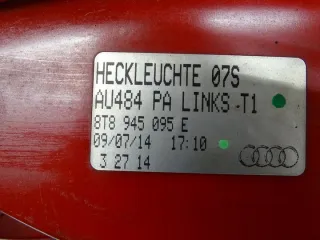 HECKLEUCHTE 07S
AU484 PA LINKS-T1
8T8 945 095 E
09/07/14 17:10
3 27 14